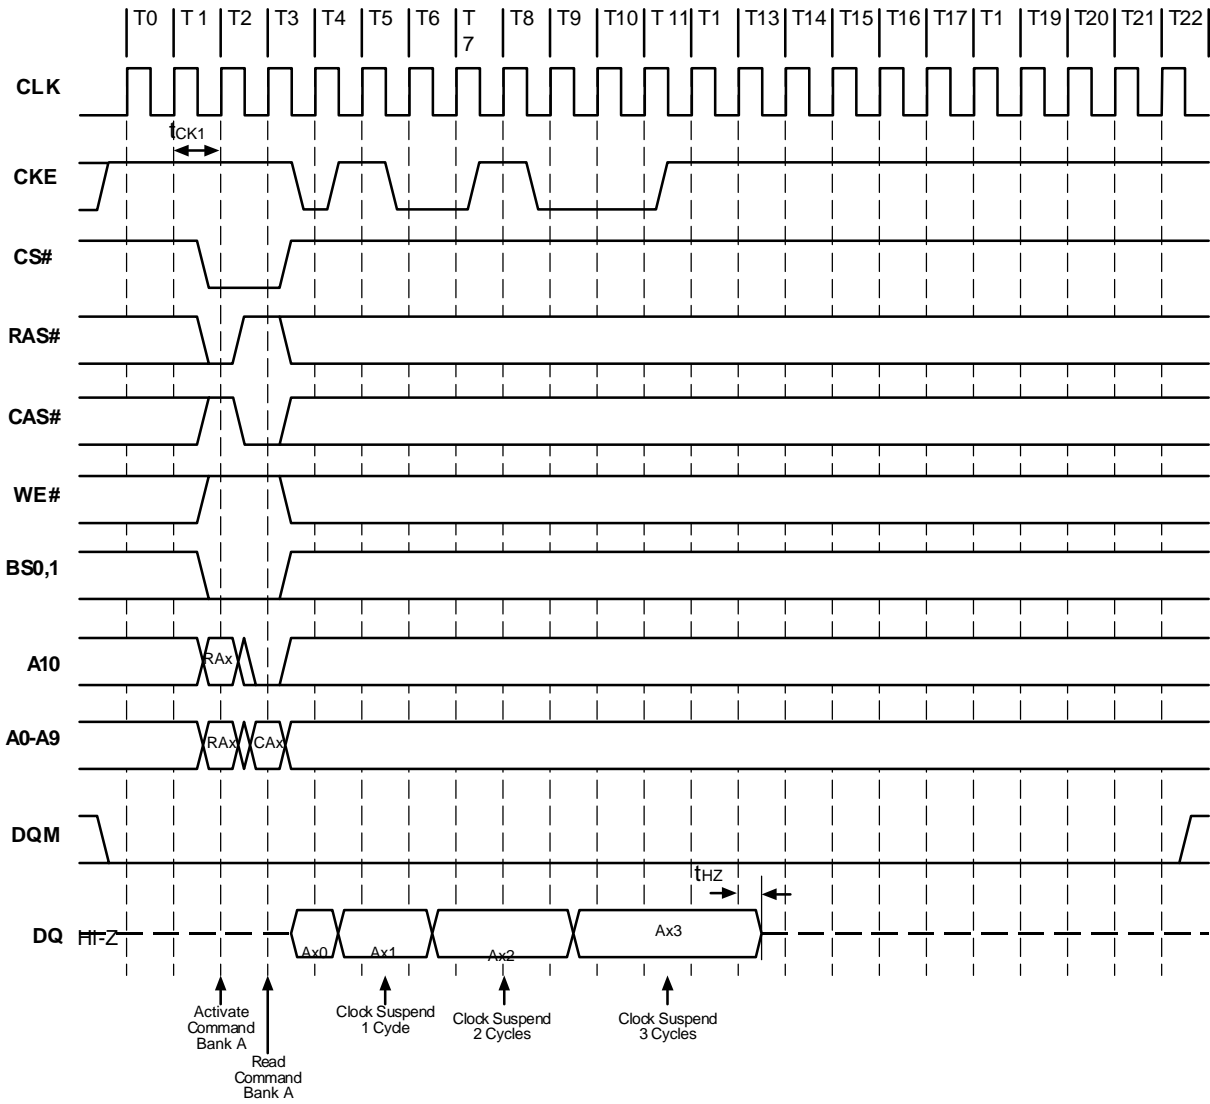 T0 T 1 T2 T3 T4 T5 T6 T 7 T8 T9 T10 T 11 T1 T13 T14 T15 T16 T17 T1 T19 T20 T21 T22
CLK
tCK1
CKE
CS#
RAS#
CAS#
WE#
BS0,1
RAx
A10
A0-A9
RAx CAx
DQM
tHZ
DQ HI-Z
Ax0 Ax1 Ax2 Ax3
Activate
Command
Bank A
Read
Command
Bank A
Clock Suspend
1 Cycle
Clock Suspend
2 Cycles
Clock Suspend
3 Cycles